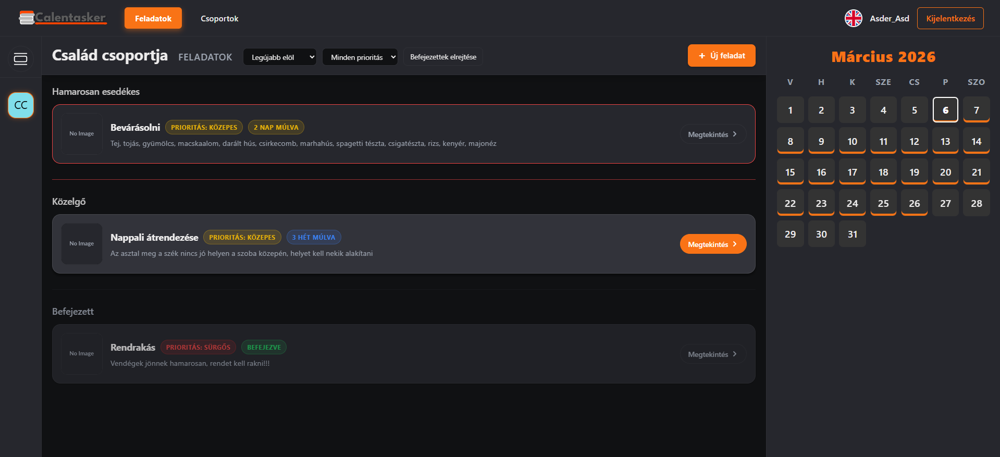 Calentasker
Feladatok
Csoportok
Asder_Asd
Kijelentkezés
CC
Család csoportja
FELADATOK
Legújabb elöl
Minden prioritás
Befejezettek elrejtése
+ Új feladat
Hamarosan esedékes
No Image
Bevárásolni
PRIORITÁS: KÖZEPES
2 NAP MÚLVA
Tej, tojás, gyümölcs, macskaalom, darált hús, csirkecomb, marhahús, spagetti tészta, csigatészta, rizs, kenyér, majonéz
Megtekintés
Közelgő
No Image
Nappali átrendezése
PRIORITÁS: KÖZEPES
3 HÉT MÚLVA
Az asztal meg a szék nincs jó helyen a szoba közepén, helyet kell nekik alakítani
Megtekintés
Befejezett
No Image
Rendrakás
PRIORITÁS: SÜRGŐS
BEFEJEZVE
Vendégek jönnek hamarosan, rendet kell rakni!!!
Megtekintés
Március 2026
V H K SZE CS P SZO
1 2 3 4 5 6 7
8 9 10 11 12 13 14
15 16 17 18 19 20 21
22 23 24 25 26 27 28
29 30 31